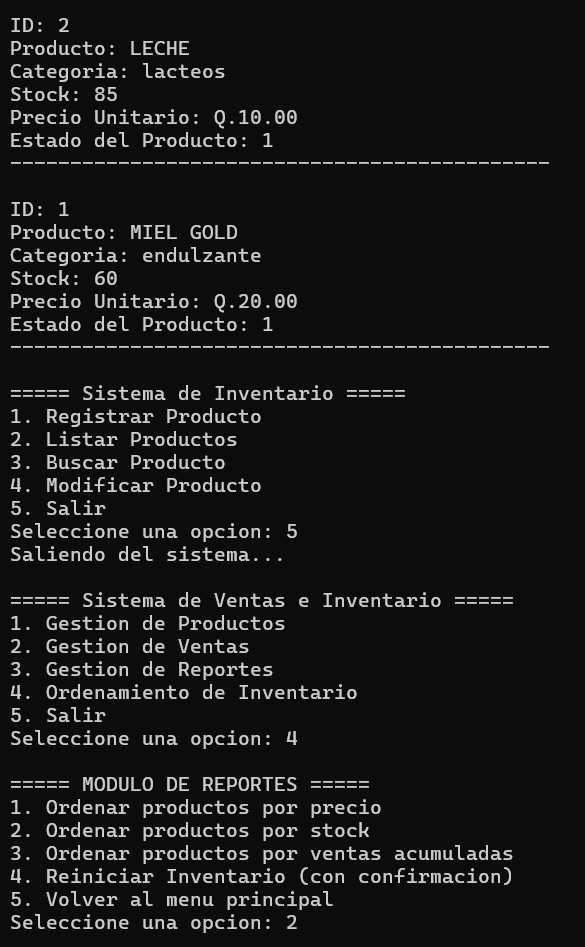 ID: 2
Producto: LECHE
Categoria: lacteos
Stock: 85
Precio Unitario: Q.10.00
Estado del Producto: 1
---------------------------------------------
ID: 1
Producto: MIEL GOLD
Categoria: endulzante
Stock: 60
Precio Unitario: Q.20.00
Estado del Producto: 1
---------------------------------------------
===== Sistema de Inventario =====
1. Registrar Producto
2. Listar Productos
3. Buscar Producto
4. Modificar Producto
5. Salir
Seleccione una opcion: 5
Saliendo del sistema...
===== Sistema de Ventas e Inventario =====
1. Gestion de Productos
2. Gestion de Ventas
3. Gestion de Reportes
4. Ordenamiento de Inventario
5. Salir
Seleccione una opcion: 4
===== MODULO DE REPORTES =====
1. Ordenar productos por precio
2. Ordenar productos por stock
3. Ordenar productos por ventas acumuladas
4. Reiniciar Inventario (con confirmacion)
5. Volver al menu principal
Seleccione una opcion: 2